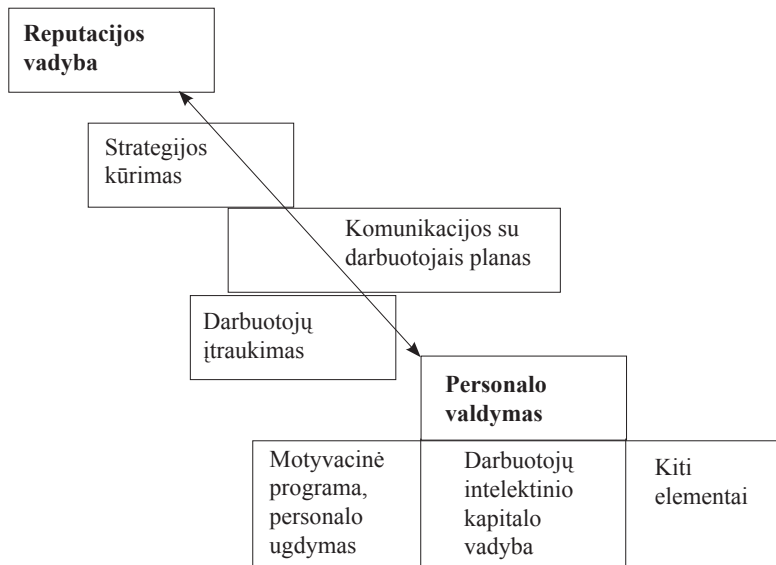 Reputacijos
vadyba
Strategijos
kūrimas
Komunikacijos su
darbuotojais planas
Darbuotojų
įtraukimas
Personalo
valdymas
Motyvacinė
programa,
personalo
ugdymas
Darbuotojų
intelektinio
kapitalo
vadyba
Kiti
elementai